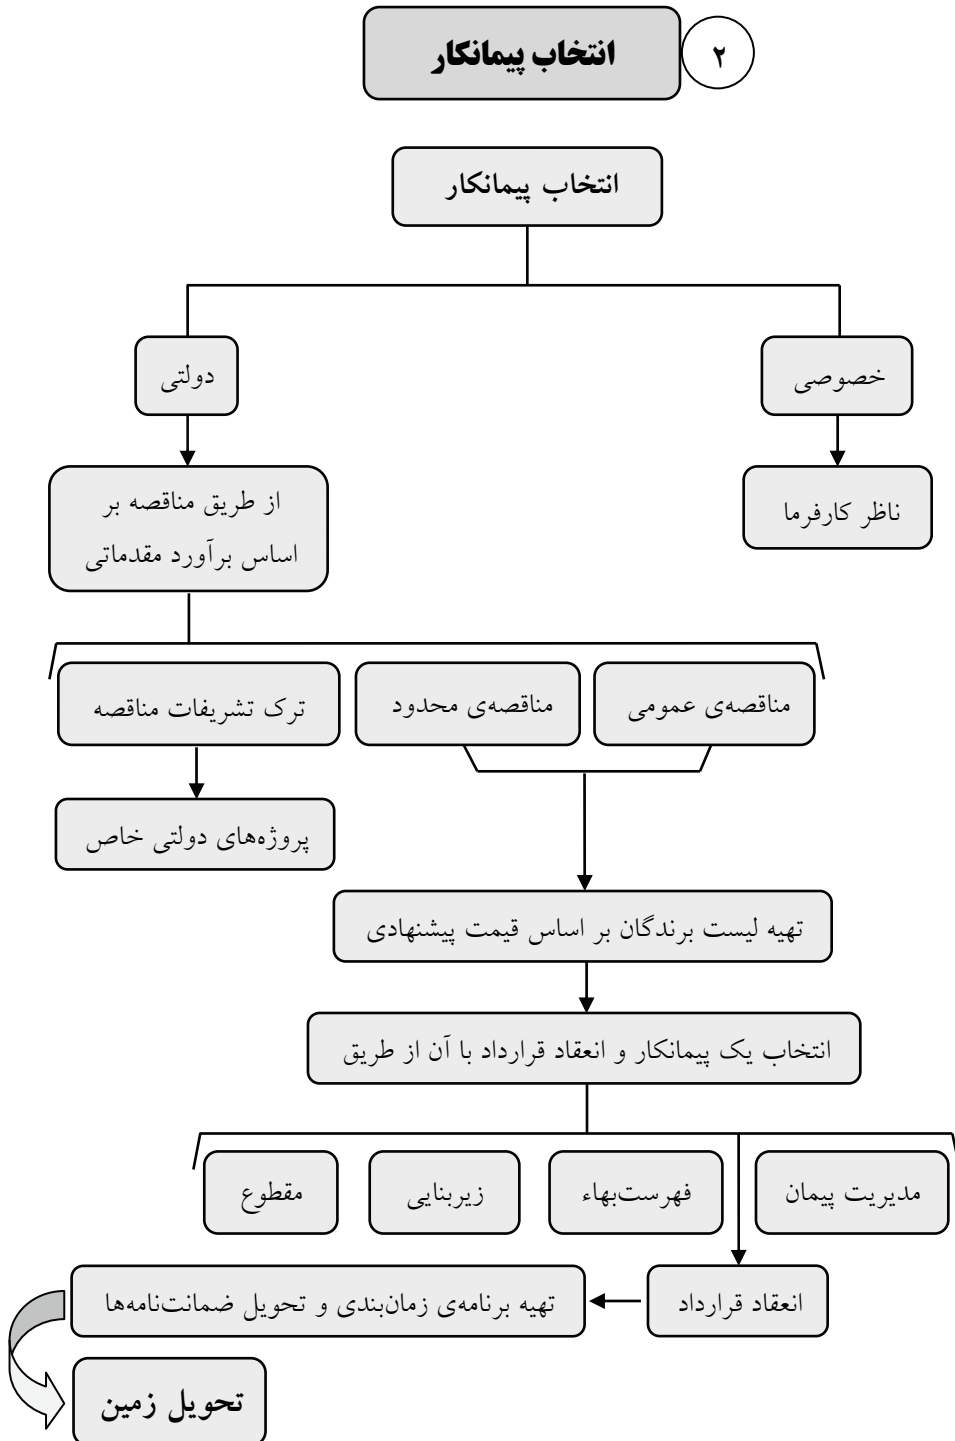 ۲
انتخاب پیمانکار
انتخاب پیمانکار
خصوصی
دولتی
ناظر کارفرما
از طریق مناقصه بر
اساس برآورد مقدماتی
مناقصه‌ی عمومی
مناقصه‌ی محدود
ترک تشریفات مناقصه
پروژه‌های دولتی خاص
تهیه لیست برندگان بر اساس قیمت پیشنهادی
انتخاب یک پیمانکار و انعقاد قرارداد با آن از طریق
مدیریت پیمان
فهرست‌بهاء
زیربنایی
مقطوع
انعقاد قرارداد
تهیه برنامه‌ی زمان‌بندی و تحویل ضمانت‌نامه‌ها
تحویل زمین